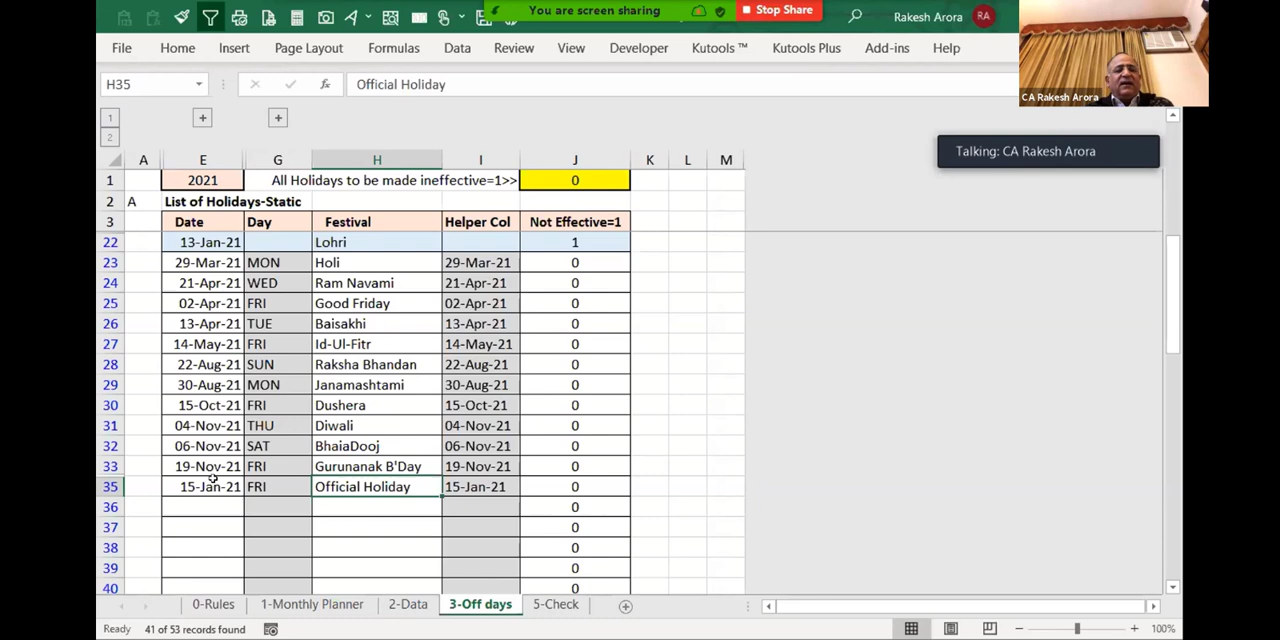 You are screen sharing
Stop Share
Rakesh Arora
RA
File Home Insert Page Layout Formulas Data Review View Developer Kutools ™ Kutools Plus Add-ins Help
H35
fx
Official Holiday
CA Rakesh Arora
1
2
Talking: CA Rakesh Arora
A E G H I J K L M
1 2021 All Holidays to be made ineffective=1>> 0
2 A List of Holidays-Static
3 Date Day Festival Helper Col Not Effective=1
22 13-Jan-21 Lohri 1
23 29-Mar-21 MON Holi 29-Mar-21 0
24 21-Apr-21 WED Ram Navami 21-Apr-21 0
25 02-Apr-21 FRI Good Friday 02-Apr-21 0
26 13-Apr-21 TUE Baisakhi 13-Apr-21 0
27 14-May-21 FRI Id-Ul-Fitr 14-May-21 0
28 22-Aug-21 SUN Raksha Bhandan 22-Aug-21 0
29 30-Aug-21 MON Janamashtami 30-Aug-21 0
30 15-Oct-21 FRI Dushera 15-Oct-21 0
31 04-Nov-21 THU Diwali 04-Nov-21 0
32 06-Nov-21 SAT BhaiaDooj 06-Nov-21 0
33 19-Nov-21 FRI Gurunanak B'Day 19-Nov-21 0
35 15-Jan-21 FRI Official Holiday 15-Jan-21 0
36 0
37 0
38 0
39 0
40 0
0-Rules 1-Monthly Planner 2-Data 3-Off days 5-Check
Ready 41 of 53 records found 100%